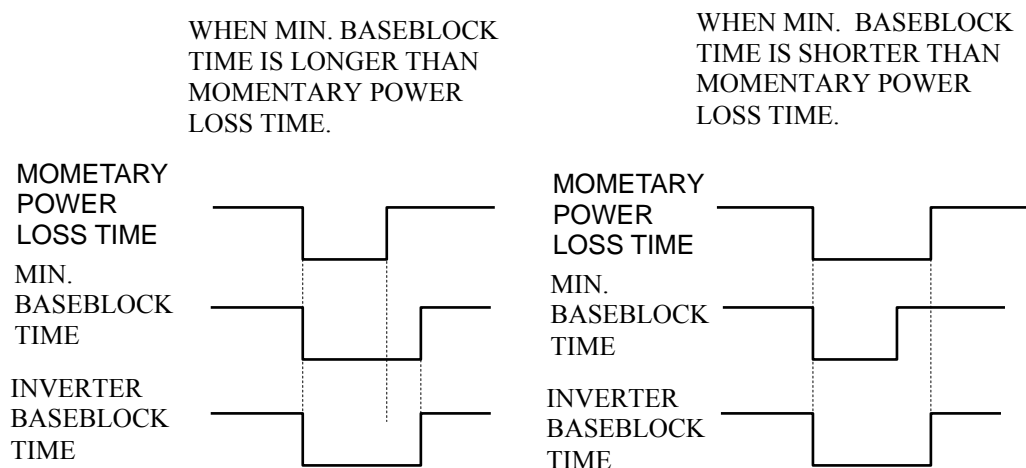 WHEN MIN. BASEBLOCK
TIME IS LONGER THAN
MOMENTARY POWER
LOSS TIME.
MOMETARY
POWER
LOSS TIME
MIN.
BASEBLOCK
TIME
INVERTER
BASEBLOCK
TIME
WHEN MIN. BASEBLOCK
TIME IS SHORTER THAN
MOMENTARY POWER
LOSS TIME.
MOMETARY
POWER
LOSS TIME
MIN.
BASEBLOCK
TIME
INVERTER
BASEBLOCK
TIME